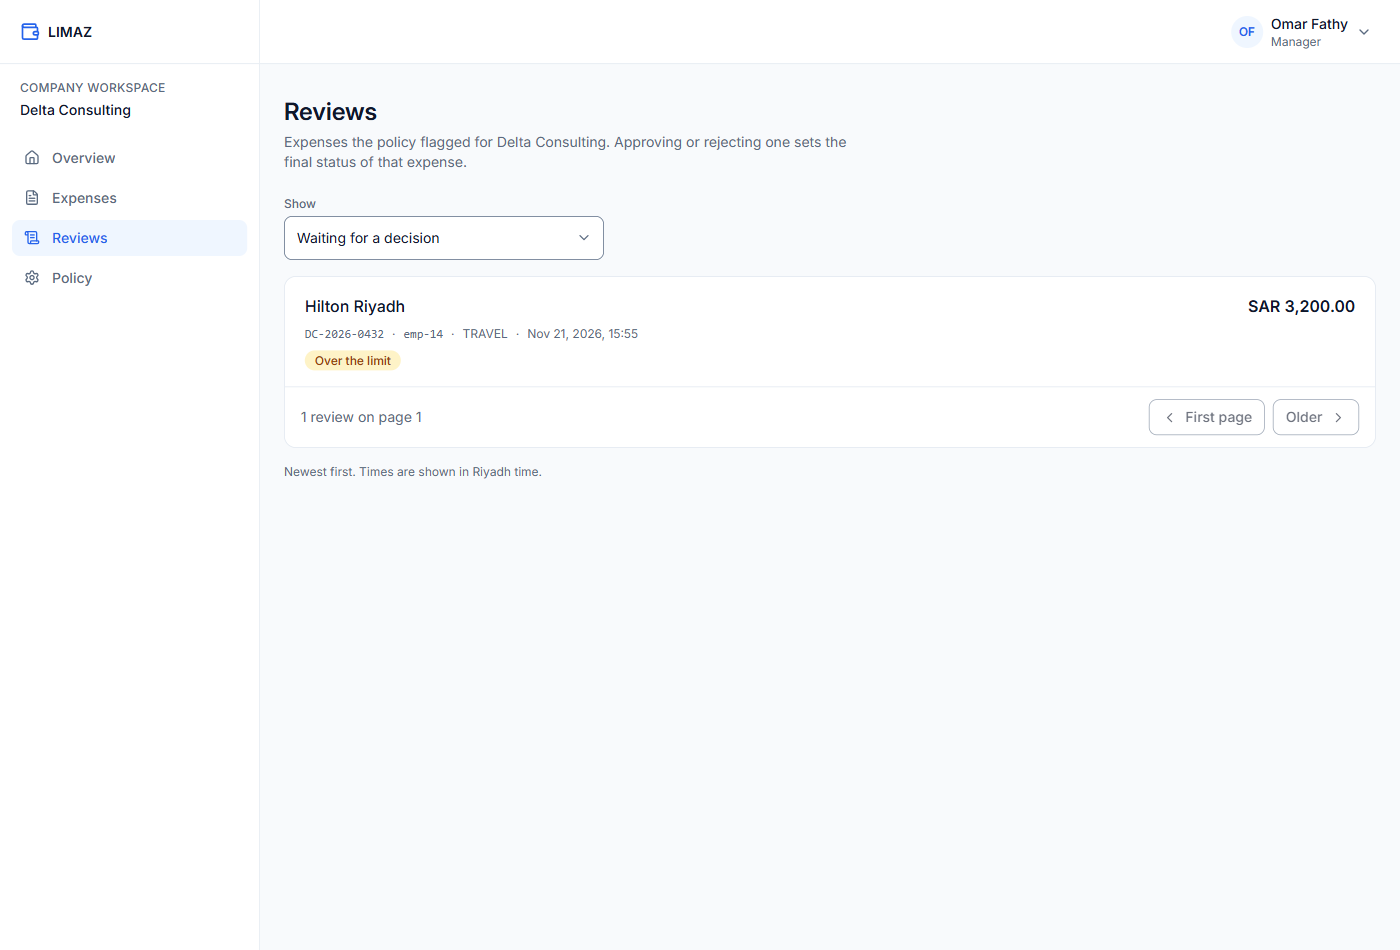 LIMAZ
OF
Omar Fathy
Manager
COMPANY WORKSPACE
Delta Consulting
Overview
Expenses
Reviews
Policy
Reviews
Expenses the policy flagged for Delta Consulting. Approving or rejecting one sets the
final status of that expense.
Show
Waiting for a decision
Hilton Riyadh
SAR 3,200.00
DC-2026-0432 · emp-14 · TRAVEL · Nov 21, 2026, 15:55
Over the limit
1 review on page 1
First page
Older
Newest first. Times are shown in Riyadh time.